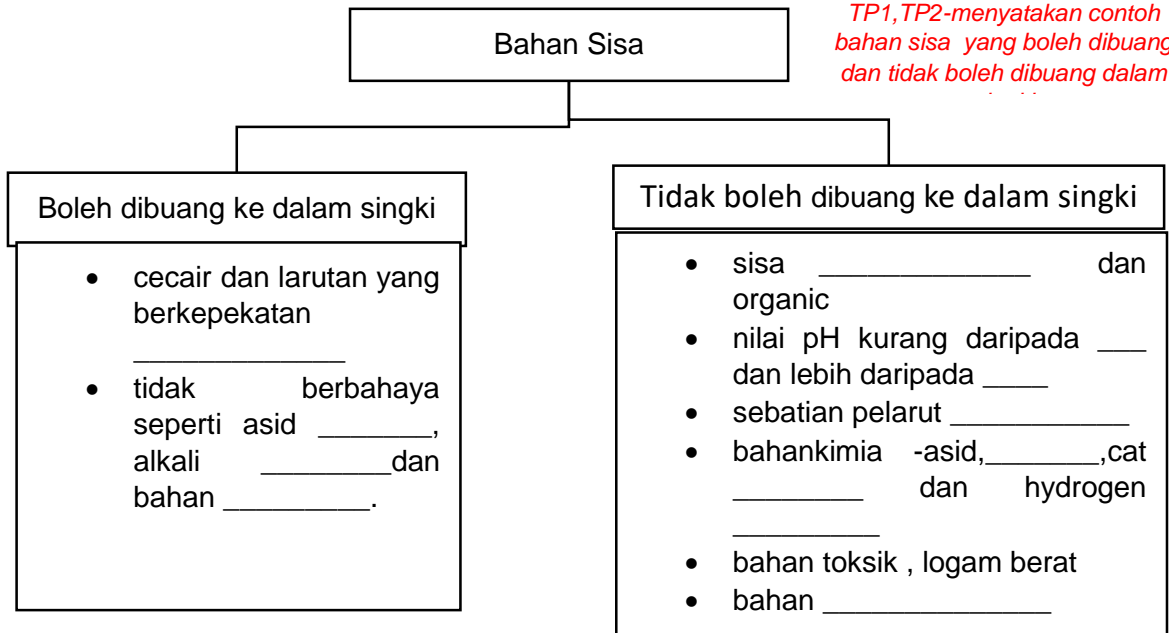 Bahan Sisa
TP1,TP2-menyatakan contoh
bahan sisa yang boleh dibuang
dan tidak boleh dibuang dalam
Boleh dibuang ke dalam singki
• cecair dan larutan yang
berkepekatan
_____________
• tidak berbahaya
seperti asid _______,
alkali ________dan
bahan _________.
Tidak boleh dibuang ke dalam singki
• sisa _____________ dan
organic
• nilai pH kurang daripada ___
dan lebih daripada ____
• sebatian pelarut ___________
• bahankimia -asid,_______,cat
________ dan hydrogen
_________
• bahan toksik , logam berat
• bahan ______________